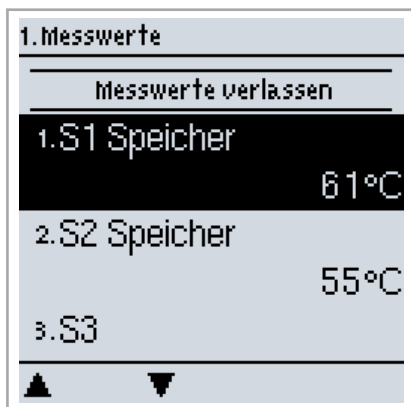 1.Messwerte
Messwerte verlassen
1.S1 Speicher
61°C
2.S2 Speicher
55°C
3.S3